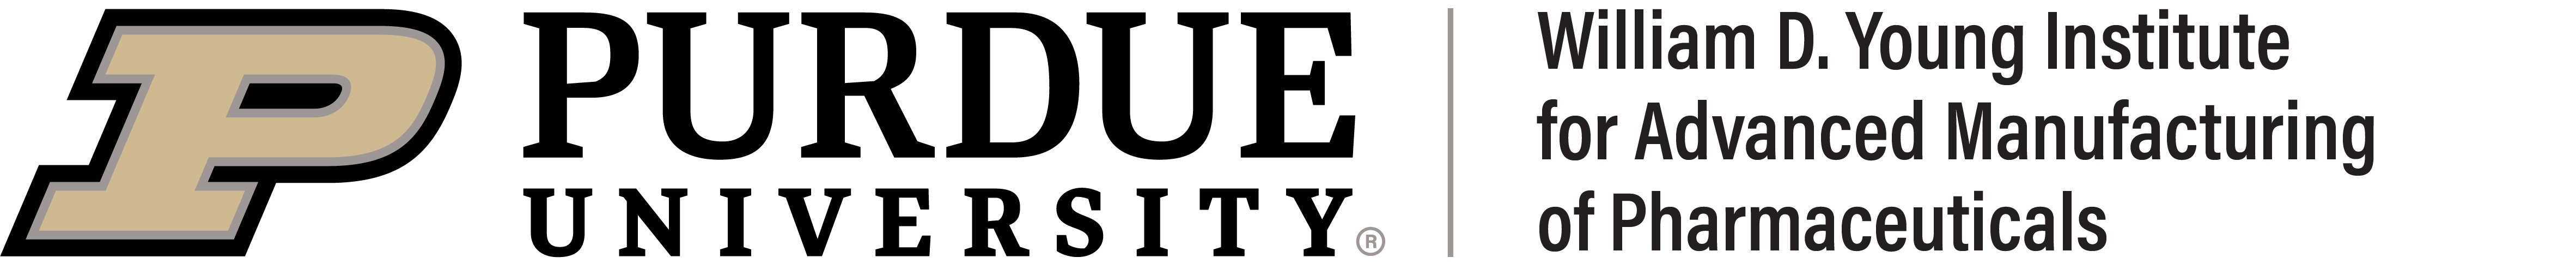 P
PURDUE
UNIVERSITY®
William D. Young Institute
for Advanced Manufacturing
of Pharmaceuticals